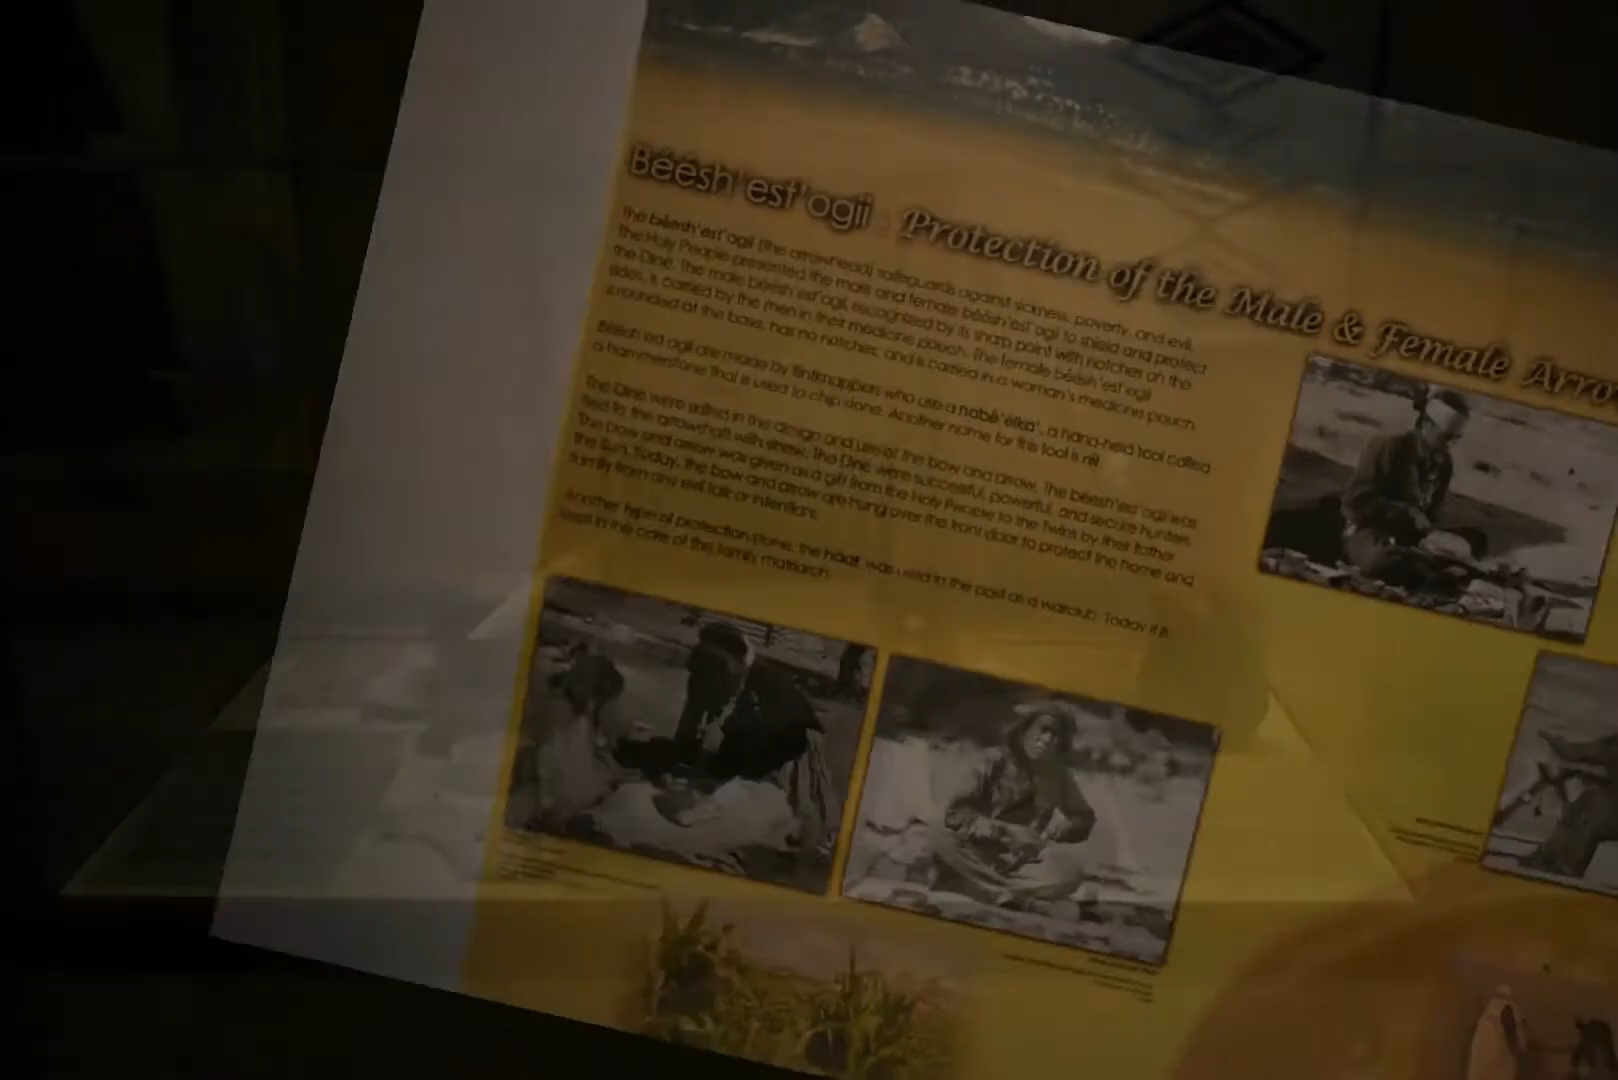 Béésh'est'ogii : Protection of the Male & Female Arro
The béésh'est'ogii (the arrowhead) safeguards against sickness, poverty, and evil.
The Holy People presented the male and female béésh'est'ogii to shield and protect
the Diné. The male béésh'est'ogii, recognized by its sharp point with notches on the
sides, is carried by the men in their medicine pouch. The female béésh'est'ogii
is rounded at the base, has no notches, and is carried in a woman's medicine pouch.
Béésh'est'ogii are made by flintknappers who use a nabé'étka', a hand-held tool called
a hammerstone that is used to chip stone. Another name for this tool is
The Diné were skilled in the design and use of the bow and arrow. The béésh'est'ogii was
tied to the arrowshaft with sinew. The Diné were successful, powerful, and secure hunters.
The bow and arrow was given as a gift from the Holy People to the Twins by their father
the Sun. Today, the bow and arrow are hung over the front door to protect the home and
family from any evil talk or intentions.
Another type of protection stone, the was used in the past as a warclub. Today it is
kept in the care of the family matriarch.